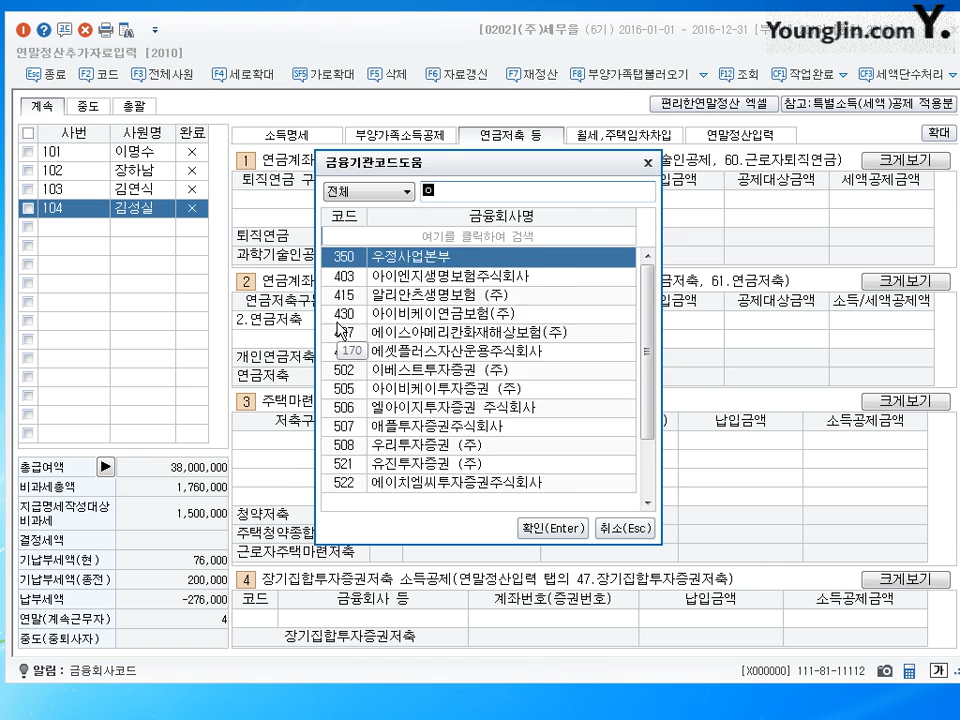 [0202](주)세무을 (6기) 2016-01-01 ~ 2016-12-31
Younglin.com Y.
연말정산추가자료입력 [2010]
Esc 종료 F2 코드 F3 전체사원 F4 세로확대 SF5 가로확대 F5 삭제 F6 자료갱신 F7 재정산 F8 부양가족탭불러오기 F12 조회 CF1 작업완료 CF3 세액단수처리
계속 중도 총괄 편리한연말정산 엑셀 참고:특별소득(세액)공제 적용분
사번 사원명 완료
101 이명수 ×
102 장하남 ×
103 김연식 ×
104 김성실 ×
총급여액 38,000,000
비과세총액 1,760,000
지급명세작성대상
비과세 1,500,000
결정세액
기납부세액(현) 76,000
기납부세액(종전) 200,000
납부세액 -276,000
연말(계속근무자) 4
중도(중퇴사자)
소득명세 부양가족소득공제 연금저축 등 월세,주택임차차입 연말정산입력 확대
1 연금계좌 술인공제, 60.근로자퇴직연금) 크게보기
퇴직연금 구 입금액 공제대상금액 세액공제금액
퇴직연금
과학기술인공
2 연금계좌 금저축, 61.연금저축) 크게보기
연금저축구 입금액 공제대상금액 소득/세액공제액
2.연금저축
개인연금저축
연금저축
3 주택마련 크게보기
저축구 ) 납입금액 소득공제금액
청약저축
주택청약종합
근로자주택마련저축
4 장기집합투자증권저축 소득공제(연말정산입력 탭의 47.장기집합투자증권저축) 크게보기
코드 금융회사 등 계좌번호(증권번호) 납입금액 소득공제금액
장기집합투자증권저축
금융기관코드도움 ×
전체 ㅇ
코드 금융회사명
여기를 클릭하여 검색
350 우정사업본부
403 아이엔지생명보험주식회사
415 알리안츠생명보험 (주)
430 아이비케이연금보험(주)
에이스아메리칸화재해상보험(주)
170 에셋플러스자산운용주식회사
502 이베스트투자증권 (주)
505 아이비케이투자증권 (주)
506 엘아이지투자증권 주식회사
507 애플투자증권주식회사
508 우리투자증권 (주)
521 유진투자증권 (주)
522 에이치엠씨투자증권주식회사
확인(Enter) 취소(Esc)
알림 : 금융회사코드 [X000000] 111-81-11112 가